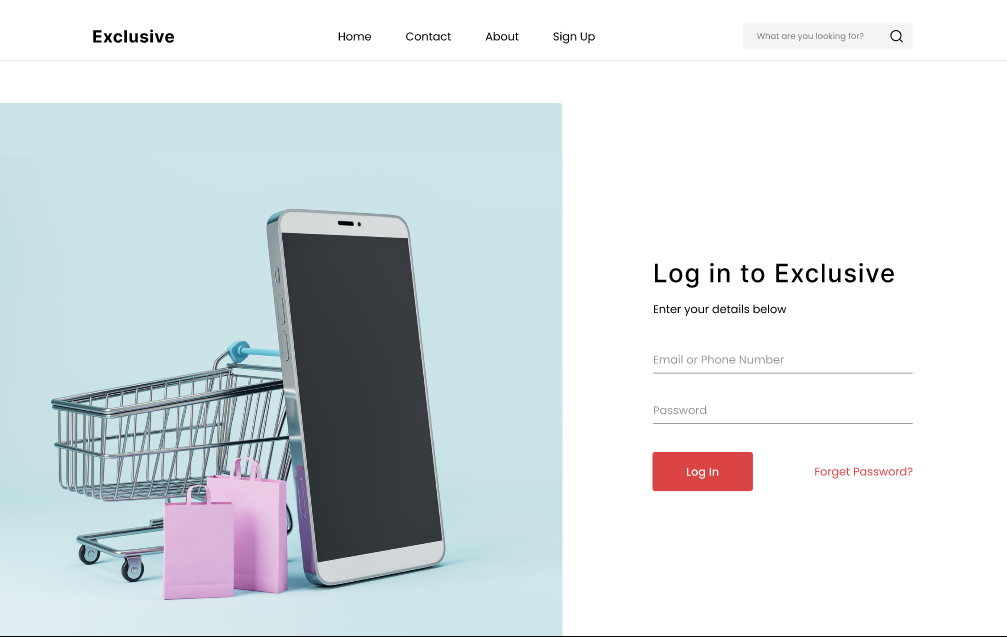 Exclusive
Home Contact About Sign Up
What are you looking for?
Log in to Exclusive
Enter your details below
Email or Phone Number
Password
Log In Forget Password?